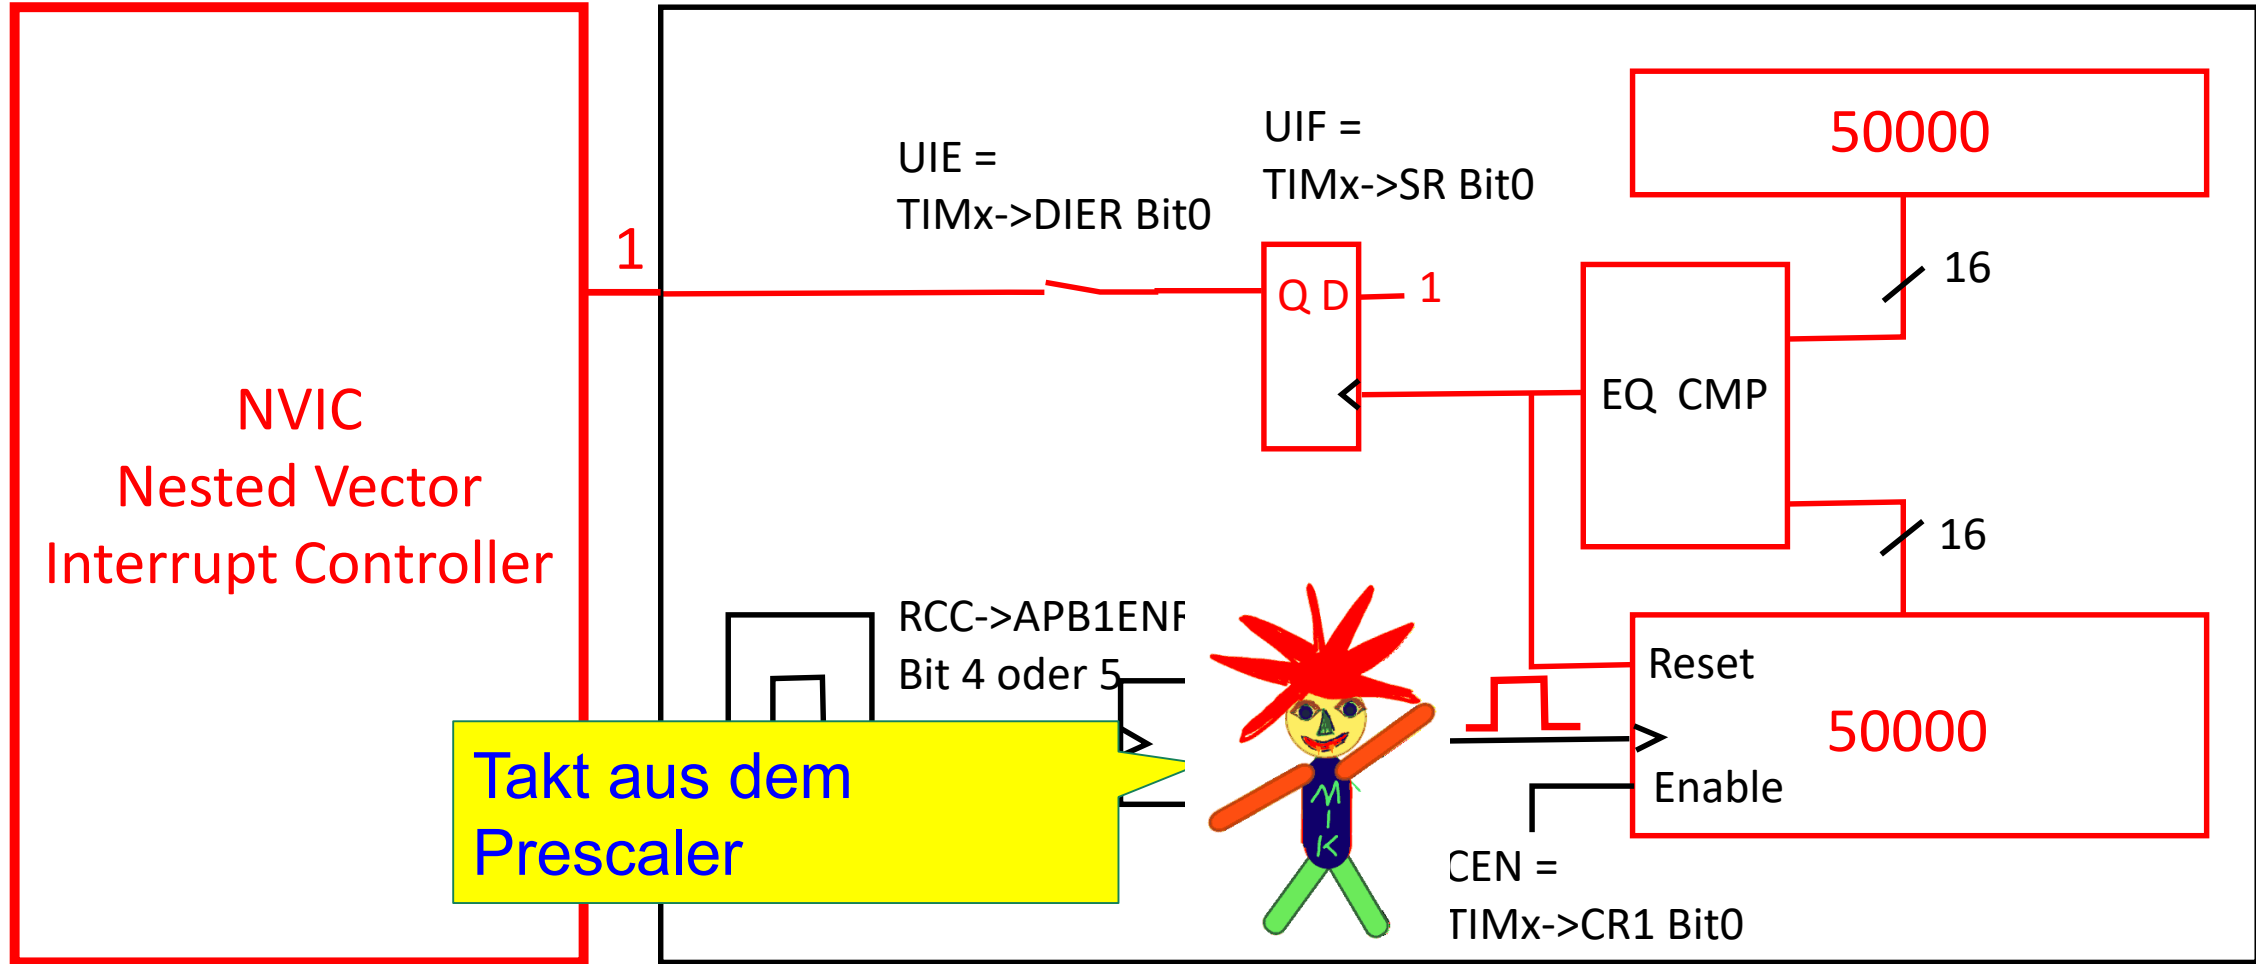 NVIC
Nested Vector
Interrupt Controller
1
UIE =
TIMx->DIER Bit0
UIF =
TIMx->SR Bit0
Q D
1
50000
16
EQ CMP
16
RCC->APB1ENR
Bit 4 oder 5
Takt aus dem
Prescaler
MIK
Reset
50000
Enable
CEN =
TIMx->CR1 Bit0